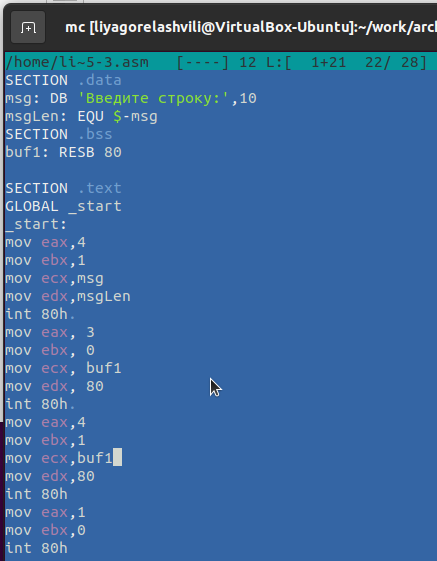 mc [liyagorelashvili@VirtualBox-Ubuntu]:~/work/arc
/home/li~5-3.asm   [----] 12 L:[  1+21  22/ 28]
SECTION .data
msg: DB 'Введите строку:',10
msgLen: EQU $-msg
SECTION .bss
buf1: RESB 80
SECTION .text
GLOBAL _start
_start:
mov eax,4
mov ebx,1
mov ecx,msg
mov edx,msgLen
int 80h.
mov eax, 3
mov ebx, 0
mov ecx, buf1
mov edx, 80
int 80h.
mov eax,4
mov ebx,1
mov ecx,buf1
mov edx,80
int 80h
mov eax,1
mov ebx,0
int 80h